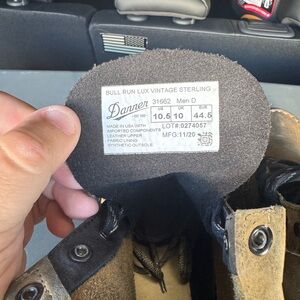 BULL RUN LUX VINTAGE STERLING
Danner 31662 Men D
US UK EUR
10.5 10 44.5
MADE IN USA WITH
IMPORTED COMPONENTS
LEATHER UPPER
FABRIC LINING
SYNTHETIC OUTSOLE
LOT#:0274057
MFG:11/20